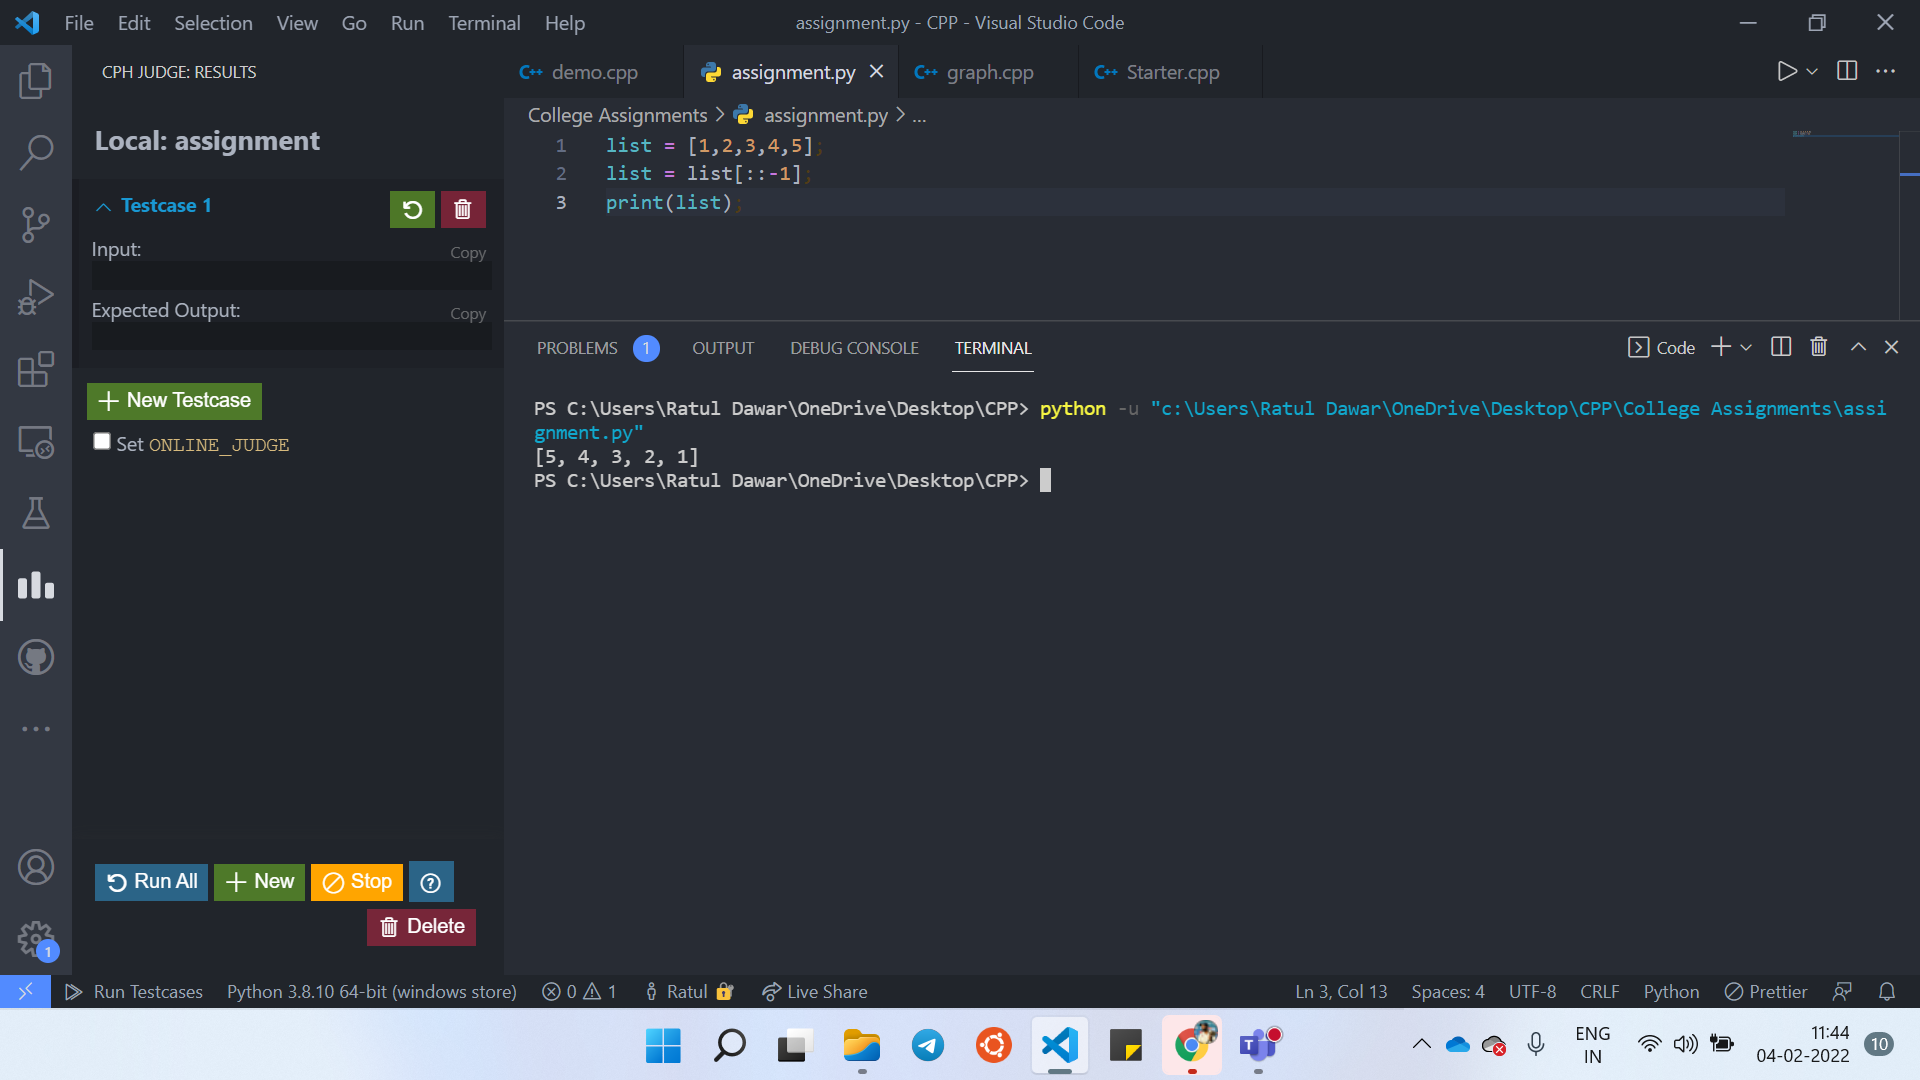 File Edit Selection View Go Run Terminal Help
assignment.py - CPP - Visual Studio Code
CPH JUDGE: RESULTS
Local: assignment
Testcase 1
Input:
Copy
Expected Output:
Copy
New Testcase
Set ONLINE_JUDGE
Run All New Stop
Delete
C++ demo.cpp assignment.py C++ graph.cpp C++ Starter.cpp
College Assignments > assignment.py > ...
1 list = [1,2,3,4,5];
2 list = list[::-1];
3 print(list);
PROBLEMS 1 OUTPUT DEBUG CONSOLE TERMINAL Code
PS C:\Users\Ratul Dawar\OneDrive\Desktop\CPP> python -u "c:\Users\Ratul Dawar\OneDrive\Desktop\CPP\College Assignments\assi
gnment.py"
[5, 4, 3, 2, 1]
PS C:\Users\Ratul Dawar\OneDrive\Desktop\CPP>
1
Run Testcases Python 3.8.10 64-bit (windows store) 0 1 Ratul Live Share Ln 3, Col 13 Spaces: 4 UTF-8 CRLF Python Prettier
ENG
IN
11:44
04-02-2022
10